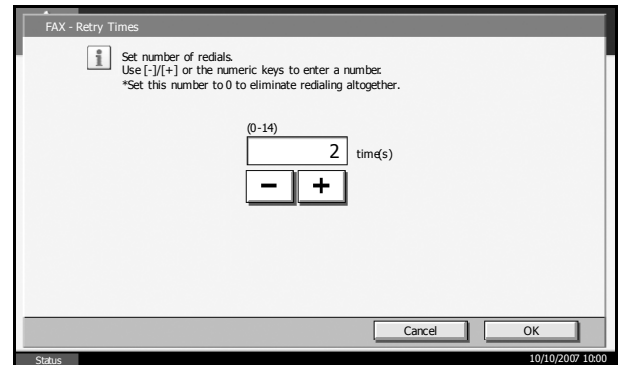 FAX - Retry Times
Set number of redials.
Use [-]/[+] or the numeric keys to enter a number.
*Set this number to 0 to eliminate redialing altogether.
(0-14)
2 time(s)
- +
Cancel OK
Status 10/10/2007 10:00